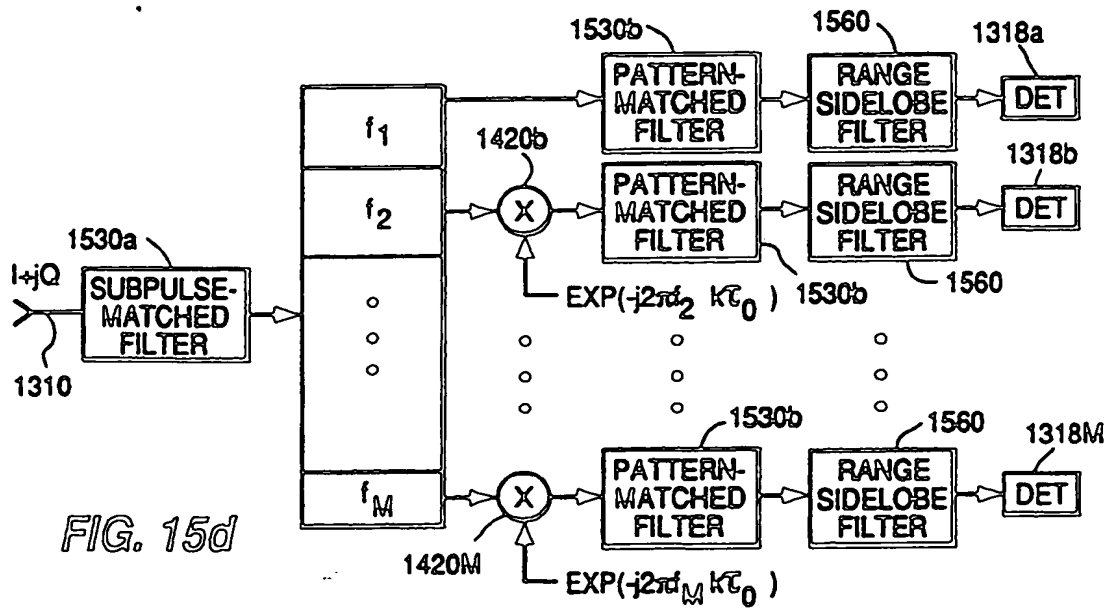 1530b
1560
1318a
PATTERN-
MATCHED
FILTER
RANGE
SIDELOBE
FILTER
DET
f1
1420b
1318b
f2
X
PATTERN-
MATCHED
FILTER
RANGE
SIDELOBE
FILTER
DET
1530a
I+jQ
SUBPULSE-
MATCHED
FILTER
1310
EXP(-j2πd2 kτ0 )
1530b
1560
1530b
1560
1318M
fM
X
PATTERN-
MATCHED
FILTER
RANGE
SIDELOBE
FILTER
DET
FIG. 15d
1420M
EXP(-j2πdM kτ0 )